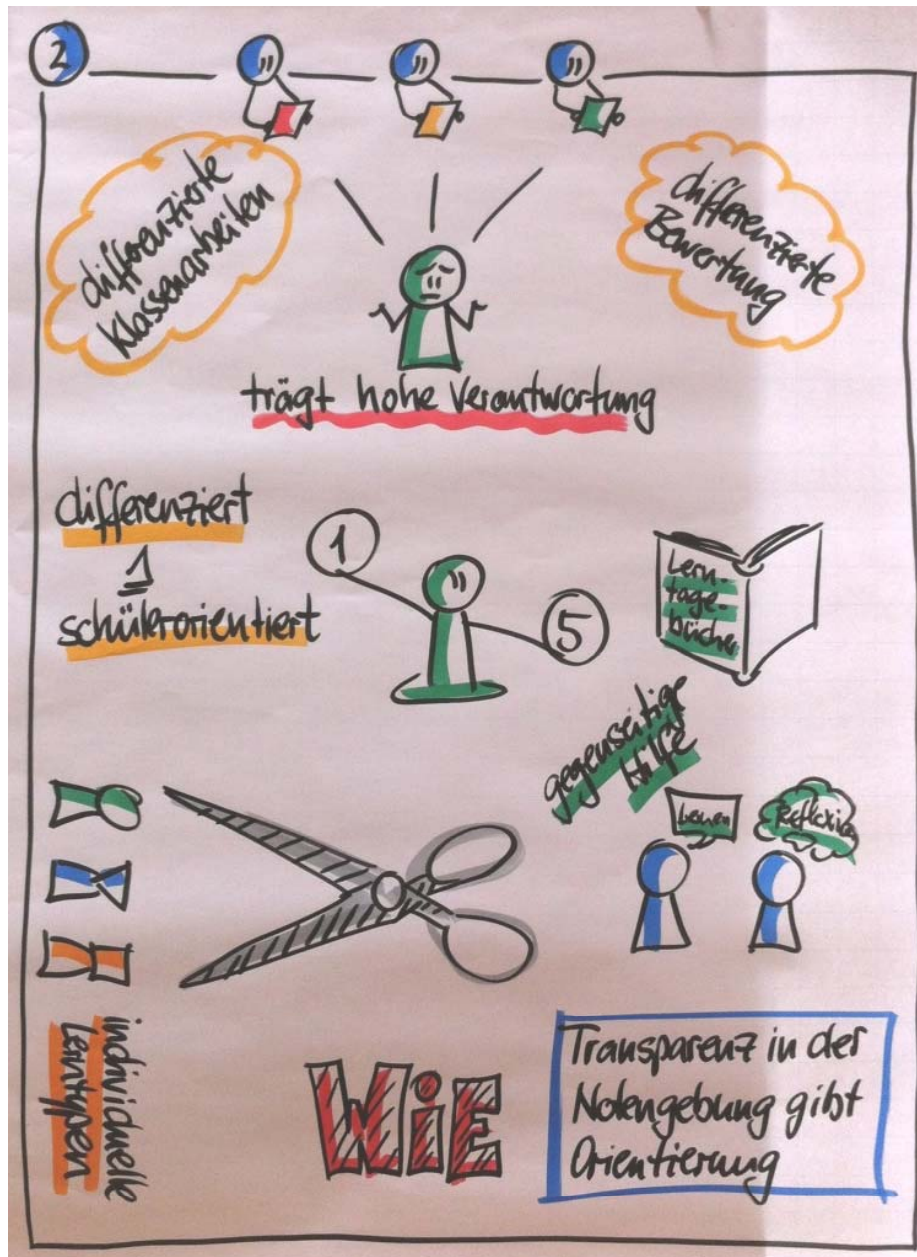 2
differenzierte
Klassenarbeiten
differenzierte
Bewertung
trägt hohe Verantwortung
differenziert
1
schülerorientiert
1
5
Lern-
tage-
bücher
gegenseitige
Hilfe
Lernen
Reflexion
individuelle
Lerntypen
WiE
Transparenz in der
Notengebung gibt
Orientierung